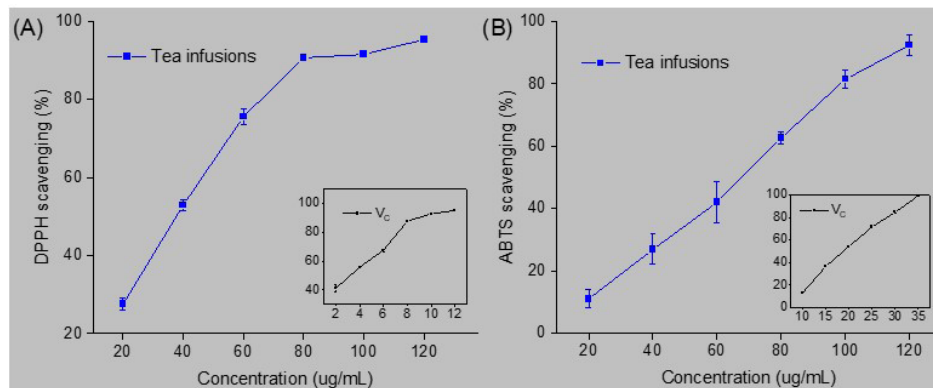 (A)
Tea infusions
DPPH scavenging (%)
100
80
60
40
20
20 40 60 80 100 120
Concentration (ug/mL)
V_C
100
80
60
40
2 4 6 8 10 12
(B)
Tea infusions
ABTS scavenging (%)
100
80
60
40
20
0
20 40 60 80 100 120
Concentration (ug/mL)
V_C
100
80
60
40
20
0
10 15 20 25 30 35